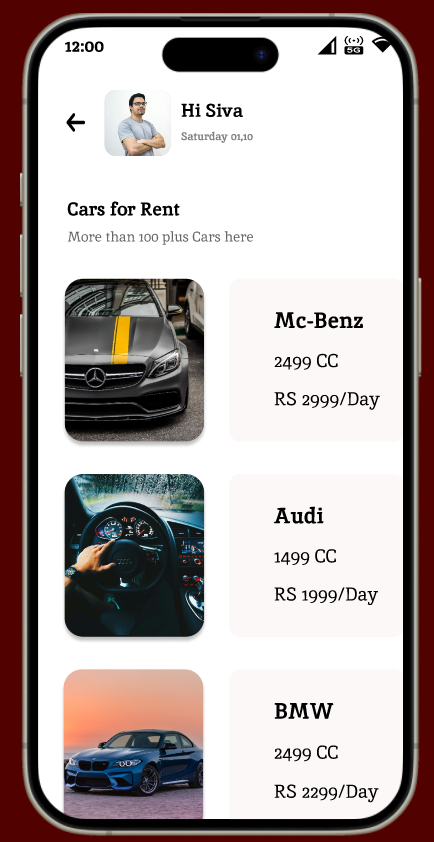 12:00
5G
Hi Siva
Saturday 01,10
Cars for Rent
More than 100 plus Cars here
Mc-Benz
2499 CC
RS 2999/Day
Audi
1499 CC
RS 1999/Day
BMW
2499 CC
RS 2299/Day